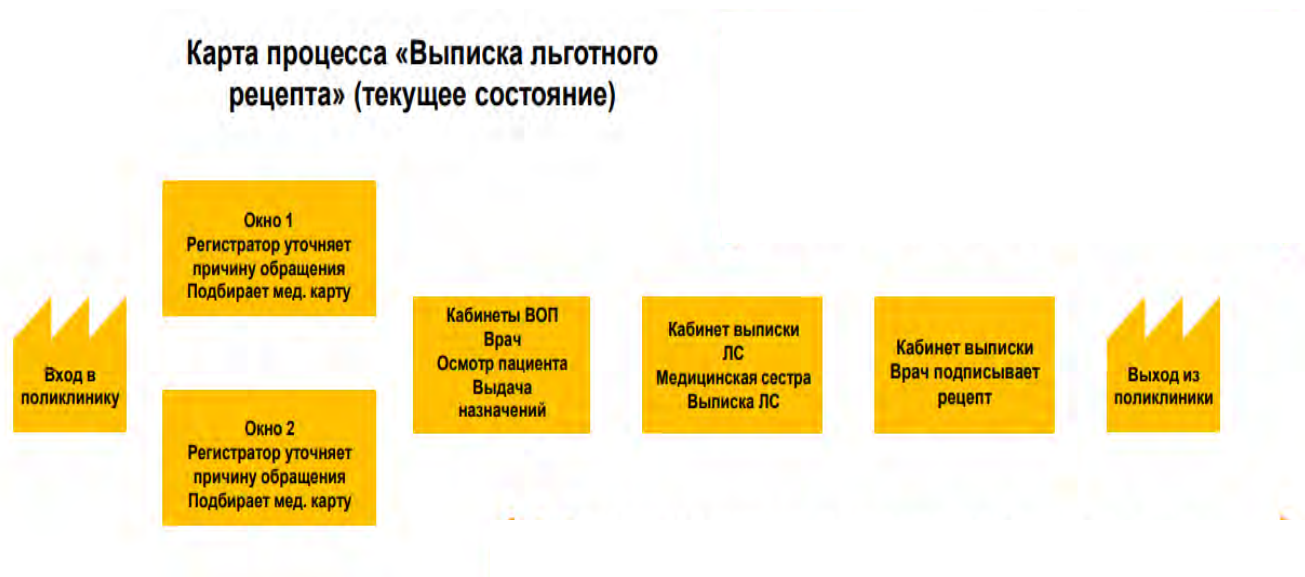 Карта процесса «Выписка льготного
рецепта» (текущее состояние)
Вход в
поликлинику
Окно 1
Регистратор уточняет
причину обращения
Подбирает мед. карту
Окно 2
Регистратор уточняет
причину обращения
Подбирает мед. карту
Кабинеты ВОП
Врач
Осмотр пациента
Выдача
назначений
Кабинет выписки
ЛС
Медицинская сестра
Выписка ЛС
Кабинет выписки
Врач подписывает
рецепт
Выход из
поликлиники